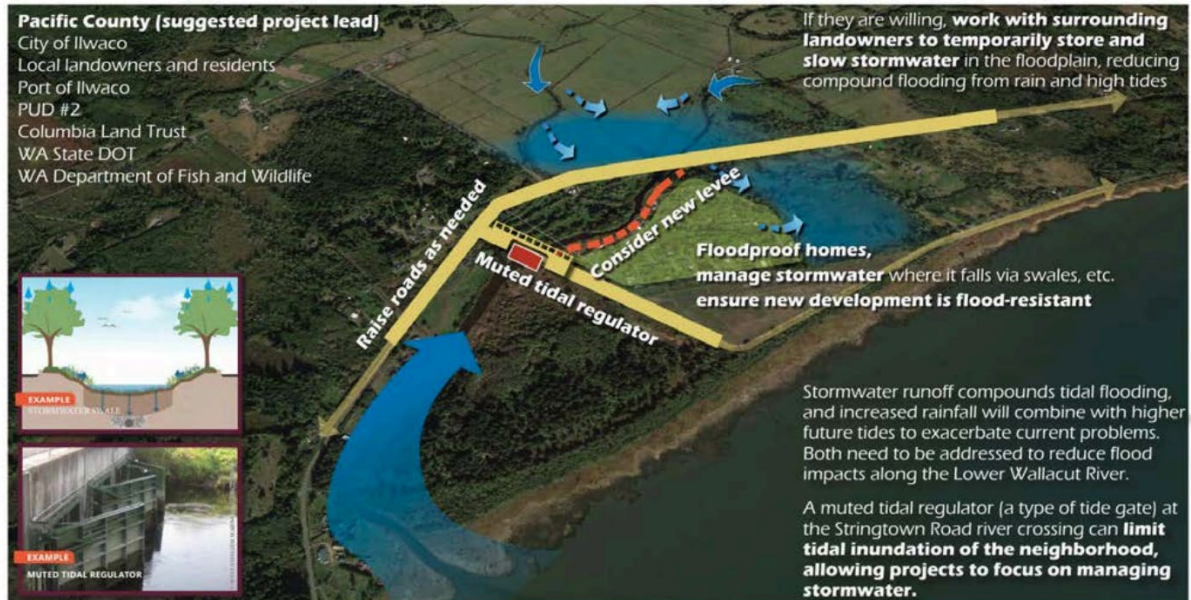 Pacific County (suggested project lead)
City of Ilwaco
Local landowners and residents
Port of Ilwaco
PUD #2
Columbia Land Trust
WA State DOT
WA Department of Fish and Wildlife
If they are willing, work with surrounding
landowners to temporarily store and
slow stormwater in the floodplain, reducing
compound flooding from rain and high tides
Raise roads as needed
Consider new levee
Muted tidal regulator
Floodproof homes,
manage stormwater where it falls via swales, etc.
ensure new development is flood-resistant
EXAMPLE
STORMWATER SWALE
EXAMPLE
MUTED TIDAL REGULATOR
Stormwater runoff compounds tidal flooding,
and increased rainfall will combine with higher
future tides to exacerbate current problems.
Both need to be addressed to reduce flood
impacts along the Lower Wallacut River.
A muted tidal regulator (a type of tide gate) at
the Stringtown Road river crossing can limit
tidal inundation of the neighborhood,
allowing projects to focus on managing
stormwater.